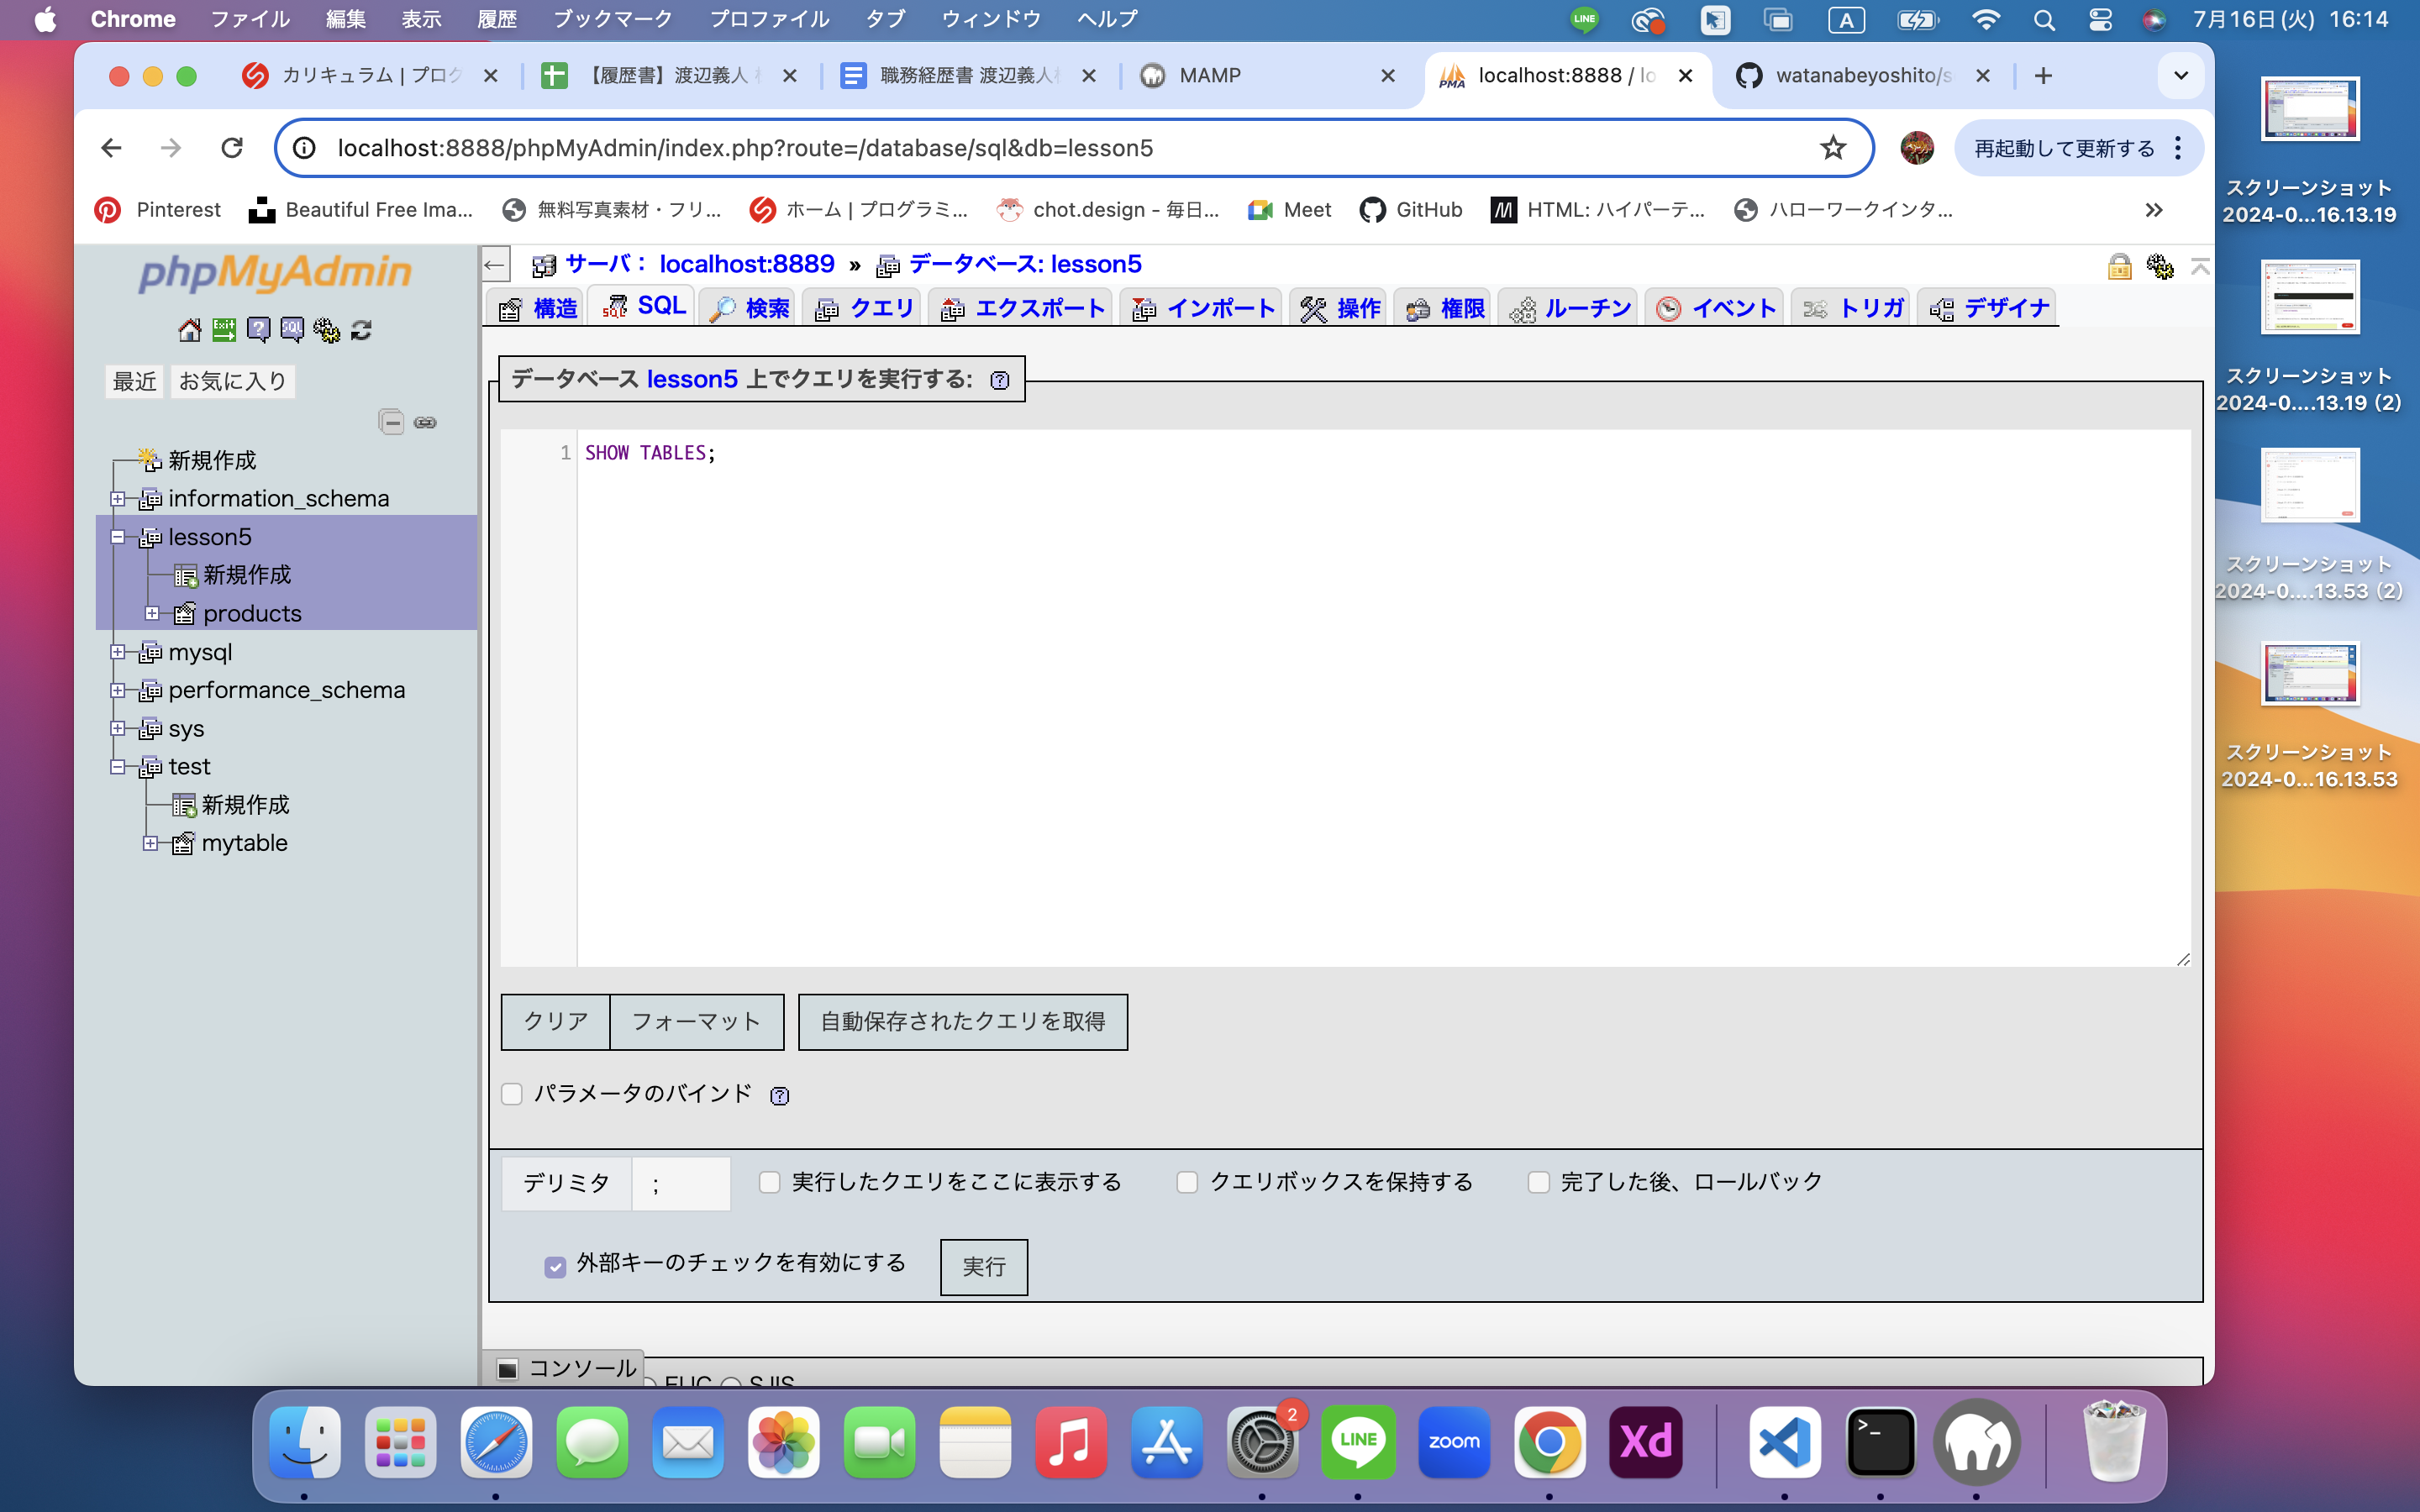 Chrome ファイル 編集 表示 履歴 ブックマーク プロファイル タブ ウィンドウ ヘルプ LINE A 7月16日(火) 16:14
カリキュラム | プログ 【履歴書】渡辺義人 職務経歴書 渡辺義人 MAMP PMA localhost:8888 / lo watanabeyoshito/s
localhost:8888/phpMyAdmin/index.php?route=/database/sql&db=lesson5 再起動して更新する
Pinterest Beautiful Free Ima... 無料写真素材・フリ... ホーム | プログラミ... chot.design - 毎日... Meet GitHub HTML: ハイパーテ... ハローワークインタ... »
phpMyAdmin
Exit ? SQL
最近 お気に入り
新規作成
information_schema
lesson5
新規作成
products
mysql
performance_schema
sys
test
新規作成
mytable
サーバ: localhost:8889 » データベース: lesson5
構造 SQL 検索 クエリ エクスポート インポート 操作 権限 ルーチン イベント トリガ デザイナ
データベース lesson5 上でクエリを実行する: ?
1 SHOW TABLES;
クリア フォーマット 自動保存されたクエリを取得
パラメータのバインド ?
デリミタ ; 実行したクエリをここに表示する クエリボックスを保持する 完了した後、ロールバック
外部キーのチェックを有効にする 実行
コンソール EUC SJIS
スクリーンショット
2024-0...16.13.19
スクリーンショット
2024-0....13.19 (2)
スクリーンショット
2024-0....13.53 (2)
スクリーンショット
2024-0...16.13.53
2 LINE zoom Xd